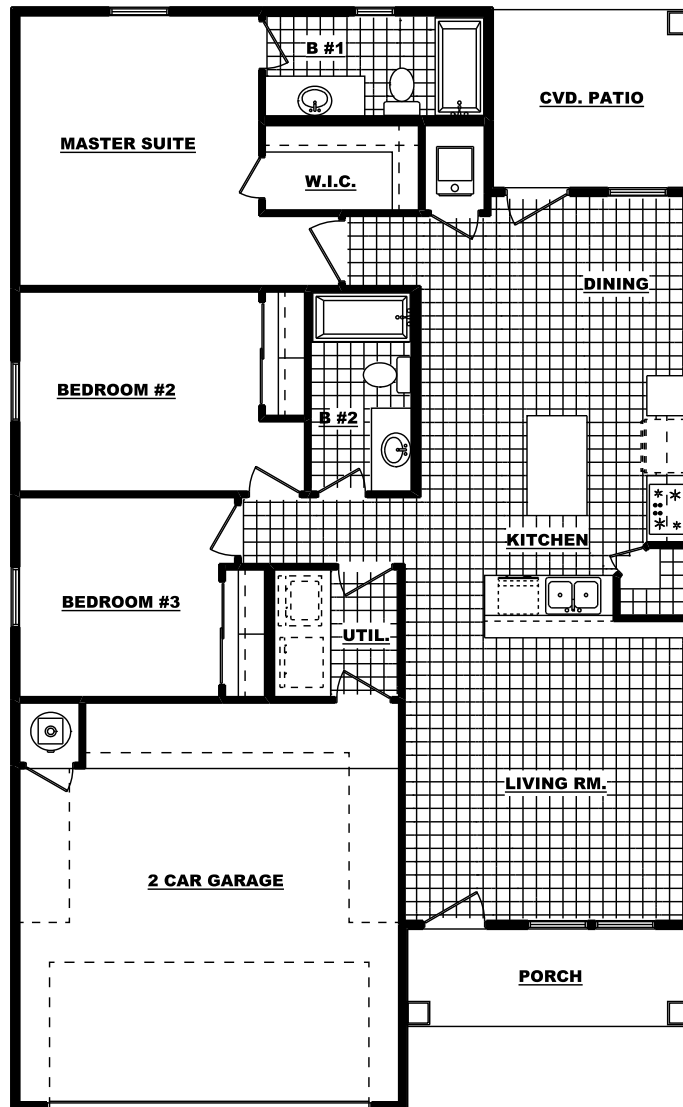 B #1
CVD. PATIO
MASTER SUITE
W.I.C.
DINING
BEDROOM #2
B #2
KITCHEN
BEDROOM #3
UTIL.
LIVING RM.
2 CAR GARAGE
PORCH